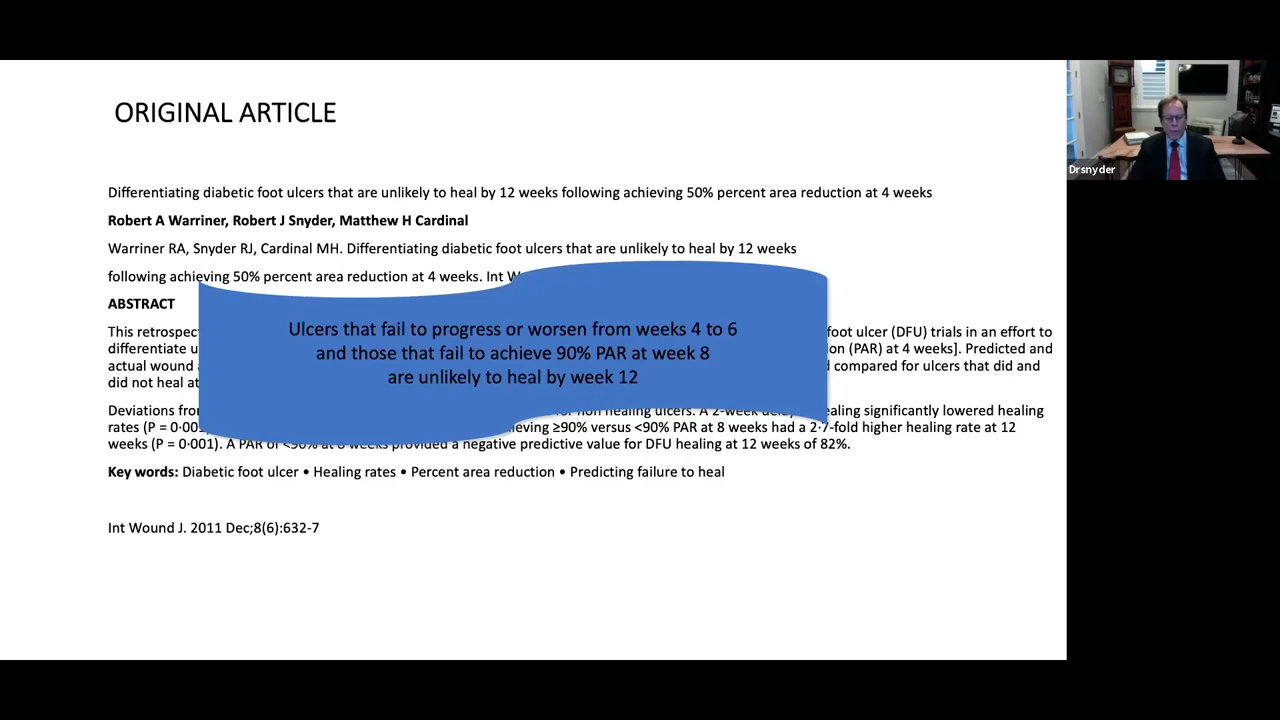 ORIGINAL ARTICLE
Differentiating diabetic foot ulcers that are unlikely to heal by 12 weeks following achieving 50% percent area reduction at 4 weeks
Robert A Warriner, Robert J Snyder, Matthew H Cardinal
Warriner RA, Snyder RJ, Cardinal MH. Differentiating diabetic foot ulcers that are unlikely to heal by 12 weeks
following achieving 50% percent area reduction at 4 weeks. Int
ABSTRACT
This foot ulcer (DFU) trials in an effort to
differentiate (PAR) at 4 weeks]. Predicted and
actual wound compared for ulcers that did and
did not heal at
Deviations healing ulcers. A 2-week healing significantly lowered healing
rates (P = ≥90% versus <90% PAR at 8 weeks had a 2·7-fold higher healing rate at 12
weeks (P = 0·001). A PAR of <90% at 8 weeks provided a negative predictive value for DFU healing at 12 weeks of 82%.
Key words: Diabetic foot ulcer • Healing rates • Percent area reduction • Predicting failure to heal
Int Wound J. 2011 Dec;8(6):632-7
Ulcers that fail to progress or worsen from weeks 4 to 6
and those that fail to achieve 90% PAR at week 8
are unlikely to heal by week 12
Drsnyder